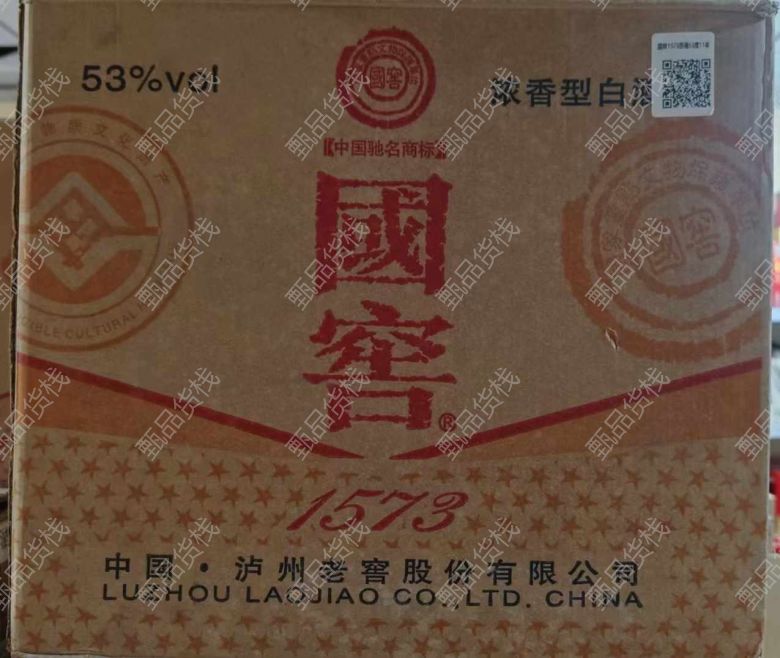 53%vol
國窖
浓香型白酒
【中国驰名商标】
國
窖
®
1573
中国·泸州老窖股份有限公司
LUZHOU LAOJIAO CO.,LTD. CHINA
國窖
甄品货栈